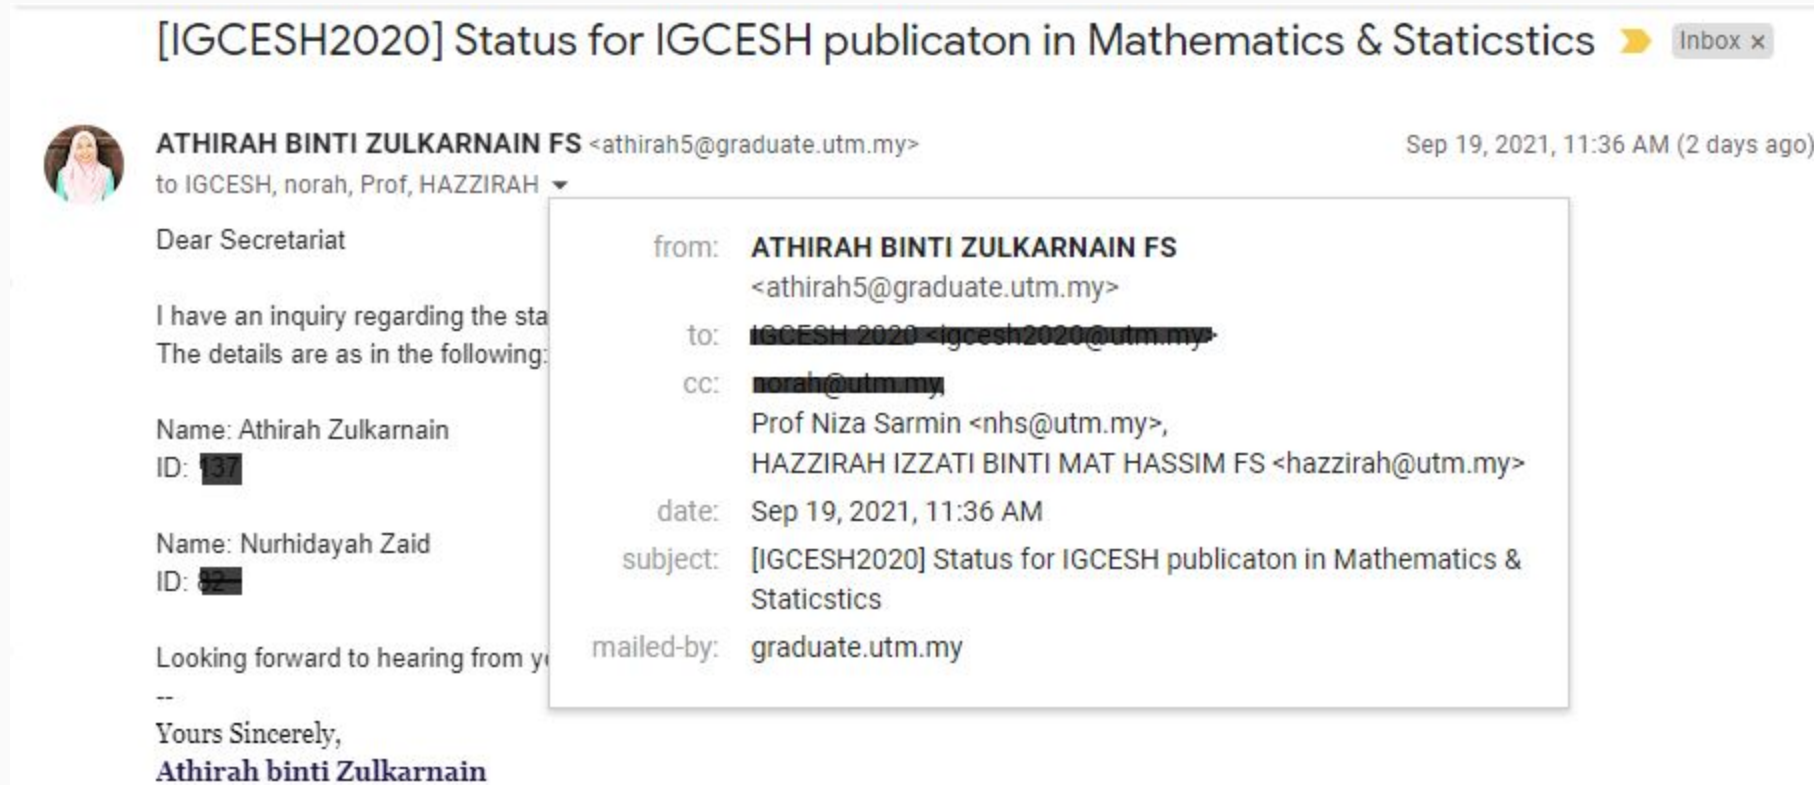 [IGCESH2020] Status for IGCESH publicaton in Mathematics & Staticstics
Inbox ×
ATHIRAH BINTI ZULKARNAIN FS <athirah5@graduate.utm.my>
Sep 19, 2021, 11:36 AM (2 days ago)
to IGCESH, norah, Prof, HAZZIRAH
Dear Secretariat
I have an inquiry regarding the
The details are as in the following:
Name: Athirah Zulkarnain
ID:
Name: Nurhidayah Zaid
ID:
Looking forward to hearing from
--
Yours Sincerely,
Athirah binti Zulkarnain
from: ATHIRAH BINTI ZULKARNAIN FS
<athirah5@graduate.utm.my>
to:
cc:
Prof Niza Sarmin <nhs@utm.my>,
HAZZIRAH IZZATI BINTI MAT HASSIM FS <hazzirah@utm.my>
date: Sep 19, 2021, 11:36 AM
subject: [IGCESH2020] Status for IGCESH publicaton in Mathematics &
Staticstics
mailed-by: graduate.utm.my